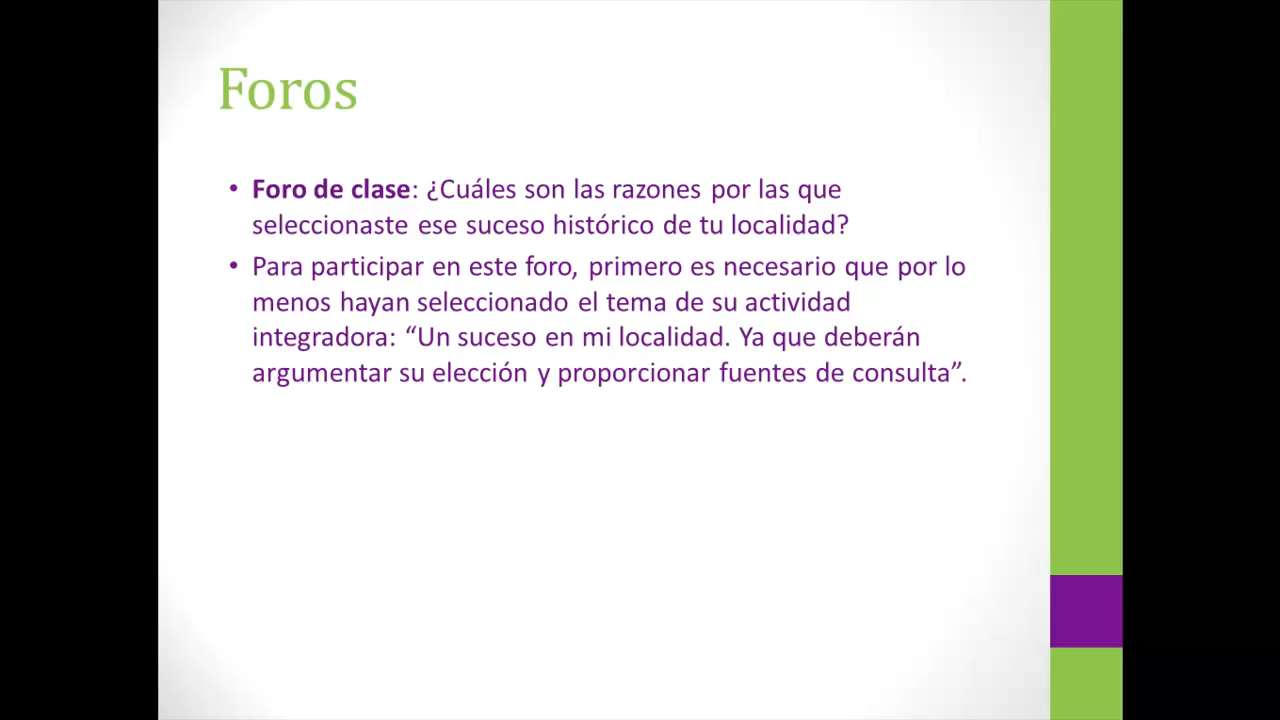 Foros
• Foro de clase: ¿Cuáles son las razones por las que
seleccionaste ese suceso histórico de tu localidad?
• Para participar en este foro, primero es necesario que por lo
menos hayan seleccionado el tema de su actividad
integradora: “Un suceso en mi localidad. Ya que deberán
argumentar su elección y proporcionar fuentes de consulta”.